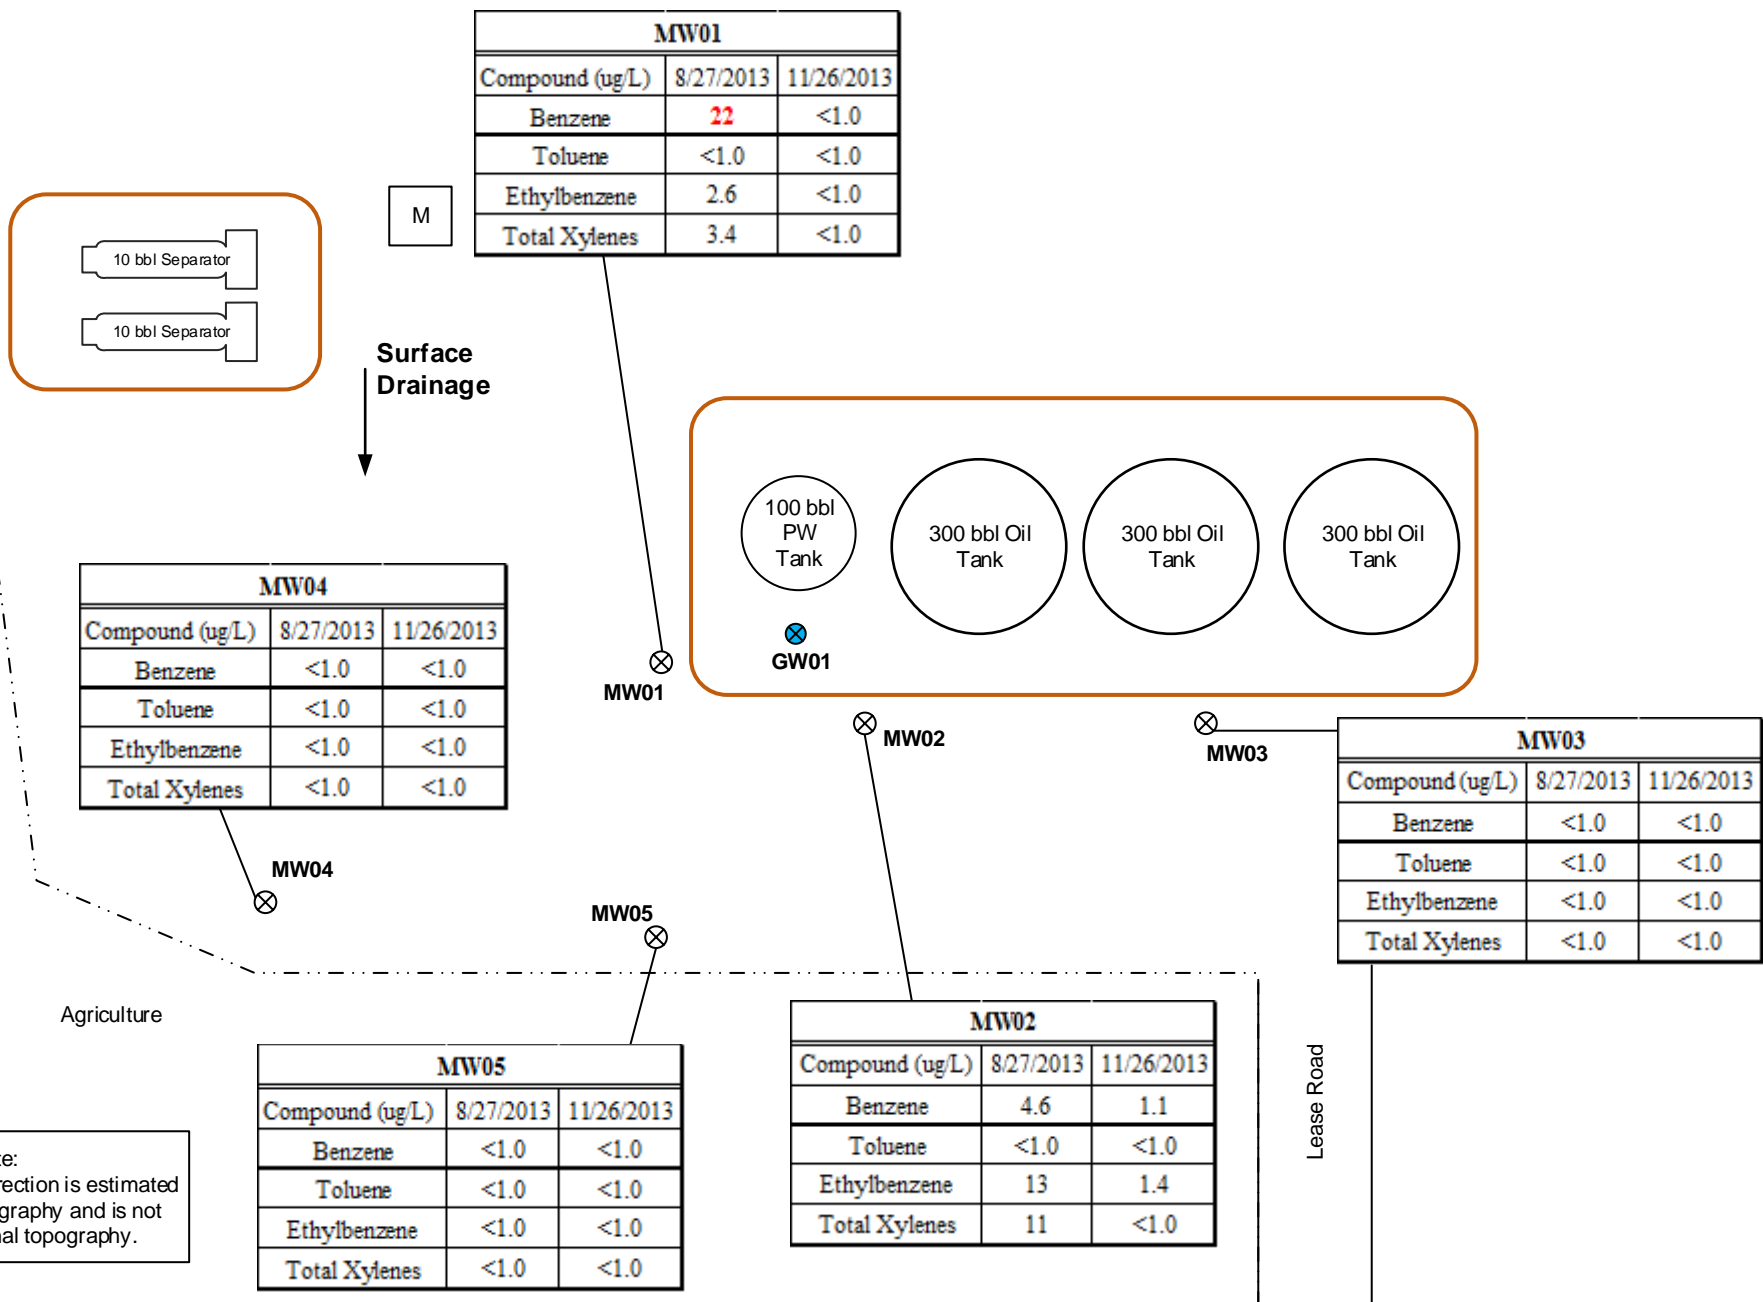 MW01
Compound (ug/L) 8/27/2013 11/26/2013
Benzene 22 <1.0
Toluene <1.0 <1.0
Ethylbenzene 2.6 <1.0
Total Xylenes 3.4 <1.0
M
10 bbl Separator
10 bbl Separator
Surface
Drainage
100 bbl
PW
Tank
300 bbl Oil
Tank
300 bbl Oil
Tank
300 bbl Oil
Tank
GW01
MW01
MW02
MW03
MW04
Compound (ug/L) 8/27/2013 11/26/2013
Benzene <1.0 <1.0
Toluene <1.0 <1.0
Ethylbenzene <1.0 <1.0
Total Xylenes <1.0 <1.0
MW04
MW05
MW03
Compound (ug/L) 8/27/2013 11/26/2013
Benzene <1.0 <1.0
Toluene <1.0 <1.0
Ethylbenzene <1.0 <1.0
Total Xylenes <1.0 <1.0
Agriculture
MW05
Compound (ug/L) 8/27/2013 11/26/2013
Benzene <1.0 <1.0
Toluene <1.0 <1.0
Ethylbenzene <1.0 <1.0
Total Xylenes <1.0 <1.0
MW02
Compound (ug/L) 8/27/2013 11/26/2013
Benzene 4.6 1.1
Toluene <1.0 <1.0
Ethylbenzene 13 1.4
Total Xylenes 11 <1.0
Lease Road
is estimated
and is not
topography.